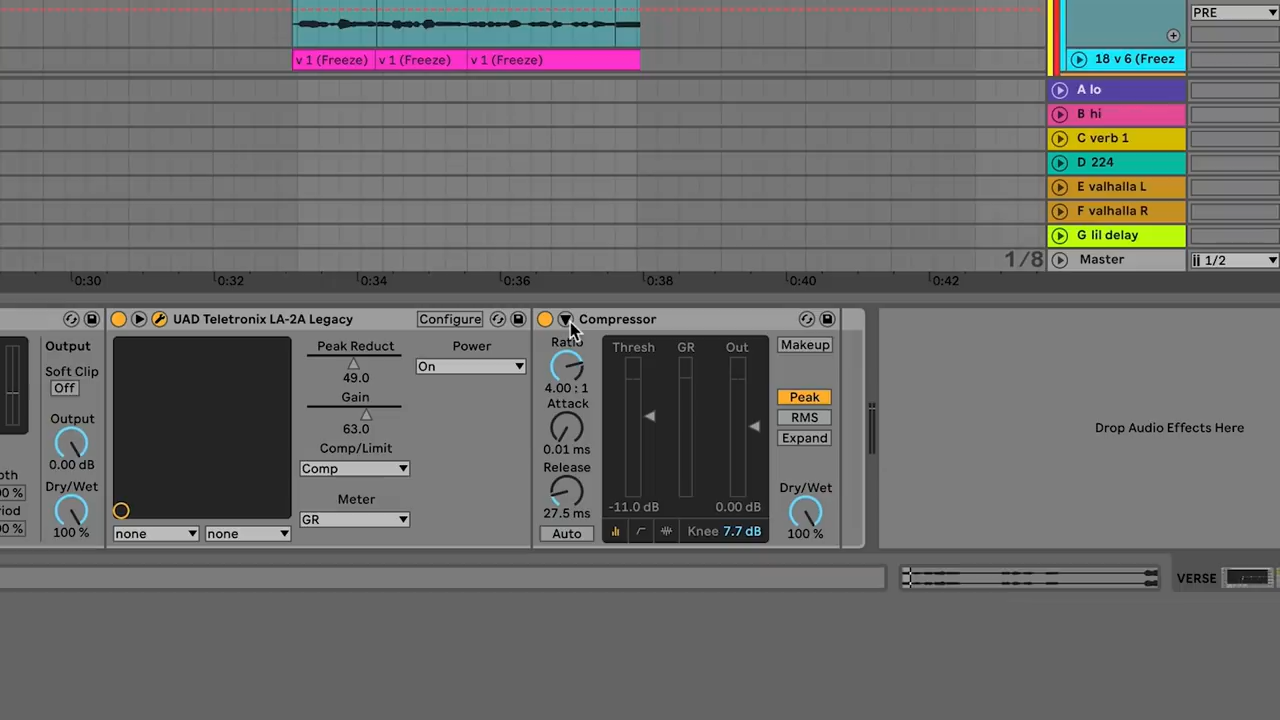 PRE
v 1 (Freeze) v 1 (Freeze) v 1 (Freeze)
18 v 6 (Freez
A lo
B hi
C verb 1
D 224
E valhalla L
F valhalla R
G lil delay
1/8 Master 1/2
0:30 0:32 0:34 0:36 0:38 0:40 0:42
Output
Soft Clip
Off
Output
0.00 dB
pth
00 %
Dry/Wet
riod
00 %
100 %
UAD Teletronix LA-2A Legacy Configure
Peak Reduct
49.0
Gain
63.0
Comp/Limit
Comp
Meter
GR
Power
On
none none
Compressor
Ratio
4.00 : 1
Attack
0.01 ms
Release
27.5 ms
Auto
Thresh GR Out
-11.0 dB 0.00 dB
Knee 7.7 dB
Makeup
Peak
RMS
Expand
Dry/Wet
100 %
Drop Audio Effects Here
VERSE